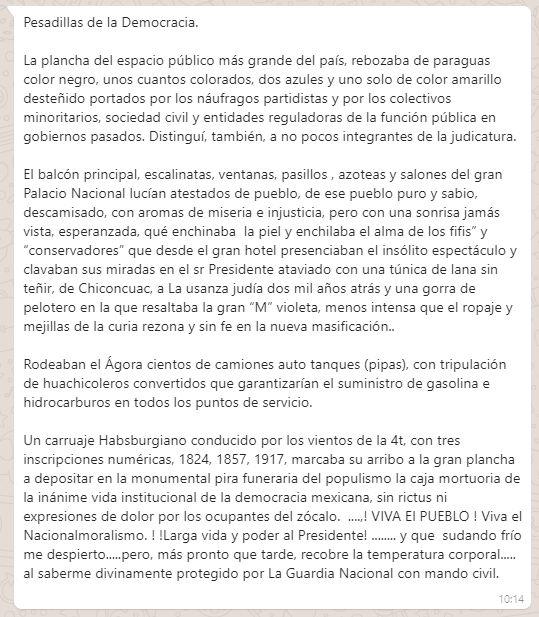 Pesadillas de la Democracia.
La plancha del espacio público más grande del país, rebozaba de paraguas
color negro, unos cuantos colorados, dos azules y uno solo de color amarillo
desteñido portados por los náufragos partidistas y por los colectivos
minoritarios, sociedad civil y entidades reguladoras de la función pública en
gobiernos pasados. Distinguí, también, a no pocos integrantes de la judicatura.
El balcón principal, escalinatas, ventanas, pasillos , azoteas y salones del gran
Palacio Nacional lucían atestados de pueblo, de ese pueblo puro y sabio,
descamisado, con aromas de miseria e injusticia, pero con una sonrisa jamás
vista, esperanzada, qué enchinaba  la piel y enchilaba el alma de los fifis” y
“conservadores” que desde el gran hotel presenciaban el insólito espectáculo y
clavaban sus miradas en el sr Presidente ataviado con una túnica de lana sin
teñir, de Chiconcuac, a La usanza judía dos mil años atrás y una gorra de
pelotero en la que resaltaba la gran “M” violeta, menos intensa que el ropaje y
mejillas de la curia rezona y sin fe en la nueva masificación..
Rodeaban el Ágora cientos de camiones auto tanques (pipas), con tripulación
de huachicoleros convertidos que garantizarían el suministro de gasolina e
hidrocarburos en todos los puntos de servicio.
Un carruaje Habsburgiano conducido por los vientos de la 4t, con tres
inscripciones numéricas, 1824, 1857, 1917, marcaba su arribo a la gran plancha
a depositar en la monumental pira funeraria del populismo la caja mortuoria de
la inánime vida institucional de la democracia mexicana, sin rictus ni
expresiones de dolor por los ocupantes del zócalo.  ....,! VIVA El PUEBLO ! Viva el
Nacionalmoralismo. ! !Larga vida y poder al Presidente! ........ y que  sudando frío
me despierto.....pero, más pronto que tarde, recobre la temperatura corporal.....
al saberme divinamente protegido por La Guardia Nacional con mando civil.
10:14